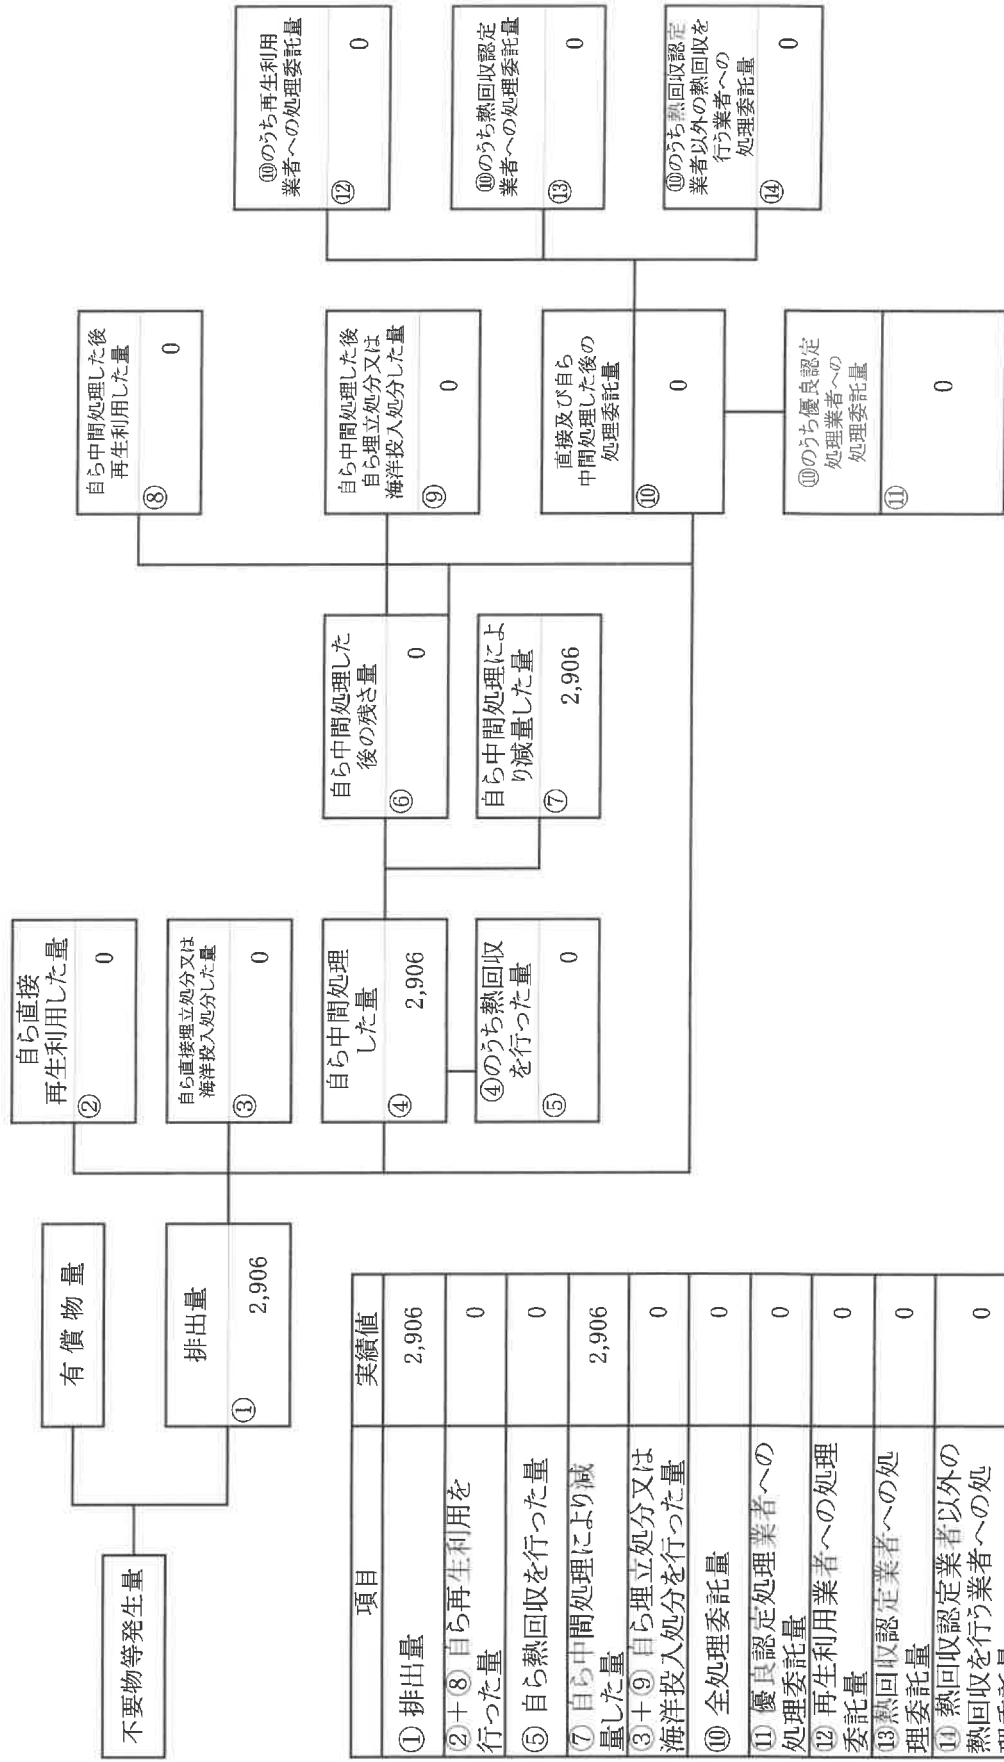 不要物等発生量
有償物量
排出量
①
2,906
自ら直接
再生利用した量
②
0
自ら直接埋立処分又は
海洋投入処分した量
③
0
自ら中間処理
した量
④
2,906
④のうち熱回収
を行った量
⑤
0
自ら中間処理した
後の残さ量
⑥
0
自ら中間処理によ
り減量した量
⑦
2,906
自ら中間処理した後
再生利用した量
⑧
0
自ら中間処理した後
自ら埋立処分又は
海洋投入処分した量
⑨
0
直接及び自ら
中間処理した後の
処理委託量
⑩
0
⑩のうち優良認定
処理業者への
処理委託量
⑪
0
⑩のうち再生利用
業者への処理委託量
⑫
0
⑩のうち熱回収認定
業者への処理委託量
⑬
0
⑩のうち熱回収認定
業者以外の熱回収を
行う業者への
処理委託量
⑭
0
項目 実績値
① 排出量 2,906
②+⑧ 自ら再生利用を
行った量 0
⑤ 自ら熱回収を行った量 0
⑦ 自ら中間処理により減
量した量 2,906
③+⑨ 自ら埋立処分又は
海洋投入処分を行った量 0
⑩ 全処理委託量 0
⑪ 優良認定処理業者への
処理委託量 0
⑫ 再生利用業者への処理
委託量 0
⑬熱回収認定業者への処
理委託量 0
⑭ 熱回収認定業者以外の
熱回収を行う業者への処 0